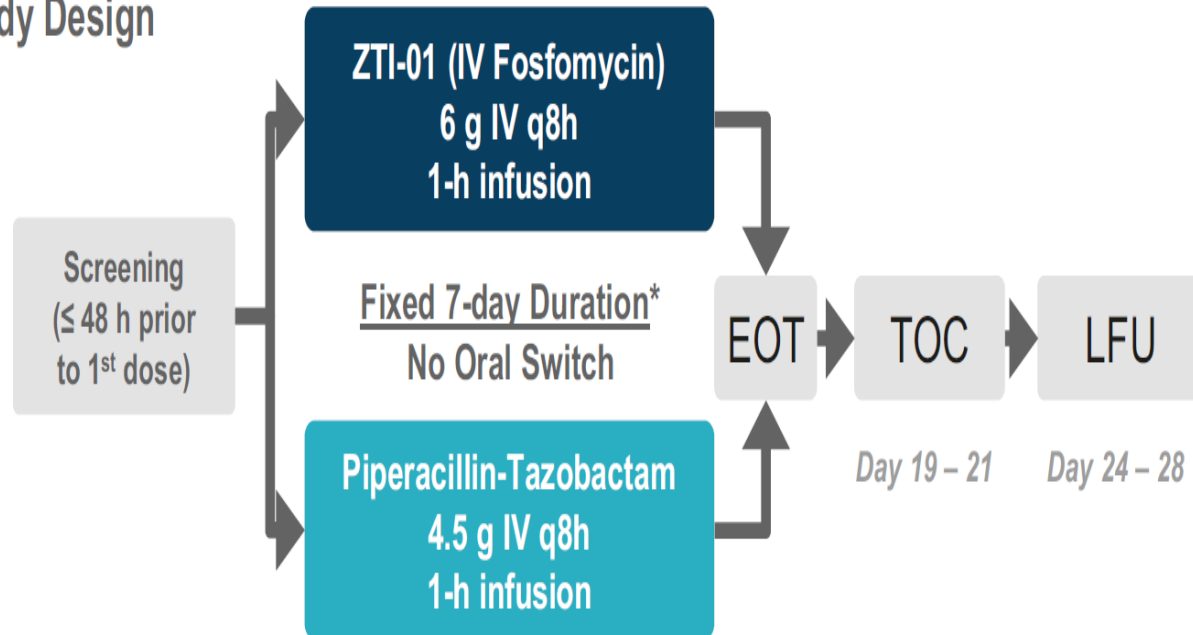 dy Design
ZTI-01 (IV Fosfomycin)
6 g IV q8h
1-h infusion
Screening
(≤ 48 h prior
to 1st dose)
Fixed 7-day Duration*
No Oral Switch
EOT
TOC
LFU
Day 19 – 21
Day 24 – 28
Piperacillin-Tazobactam
4.5 g IV q8h
1-h infusion